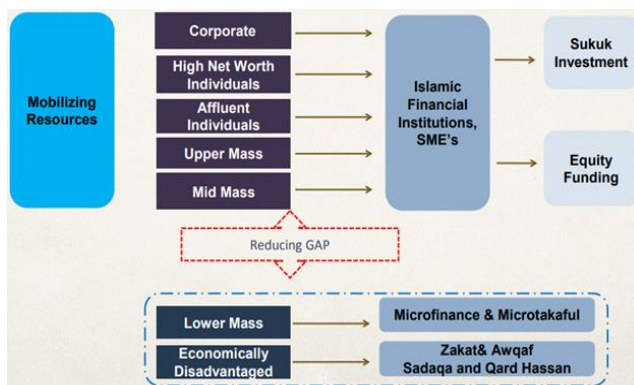 Mobilizing
Resources
Corporate
High Net Worth
Individuals
Affluent
Individuals
Upper Mass
Mid Mass
Islamic
Financial
Institutions,
SME's
Sukuk
Investment
Equity
Funding
Reducing GAP
Lower Mass
Microfinance & Microtakaful
Economically
Disadvantaged
Zakat& Awqaf
Sadaqa and Qard Hassan